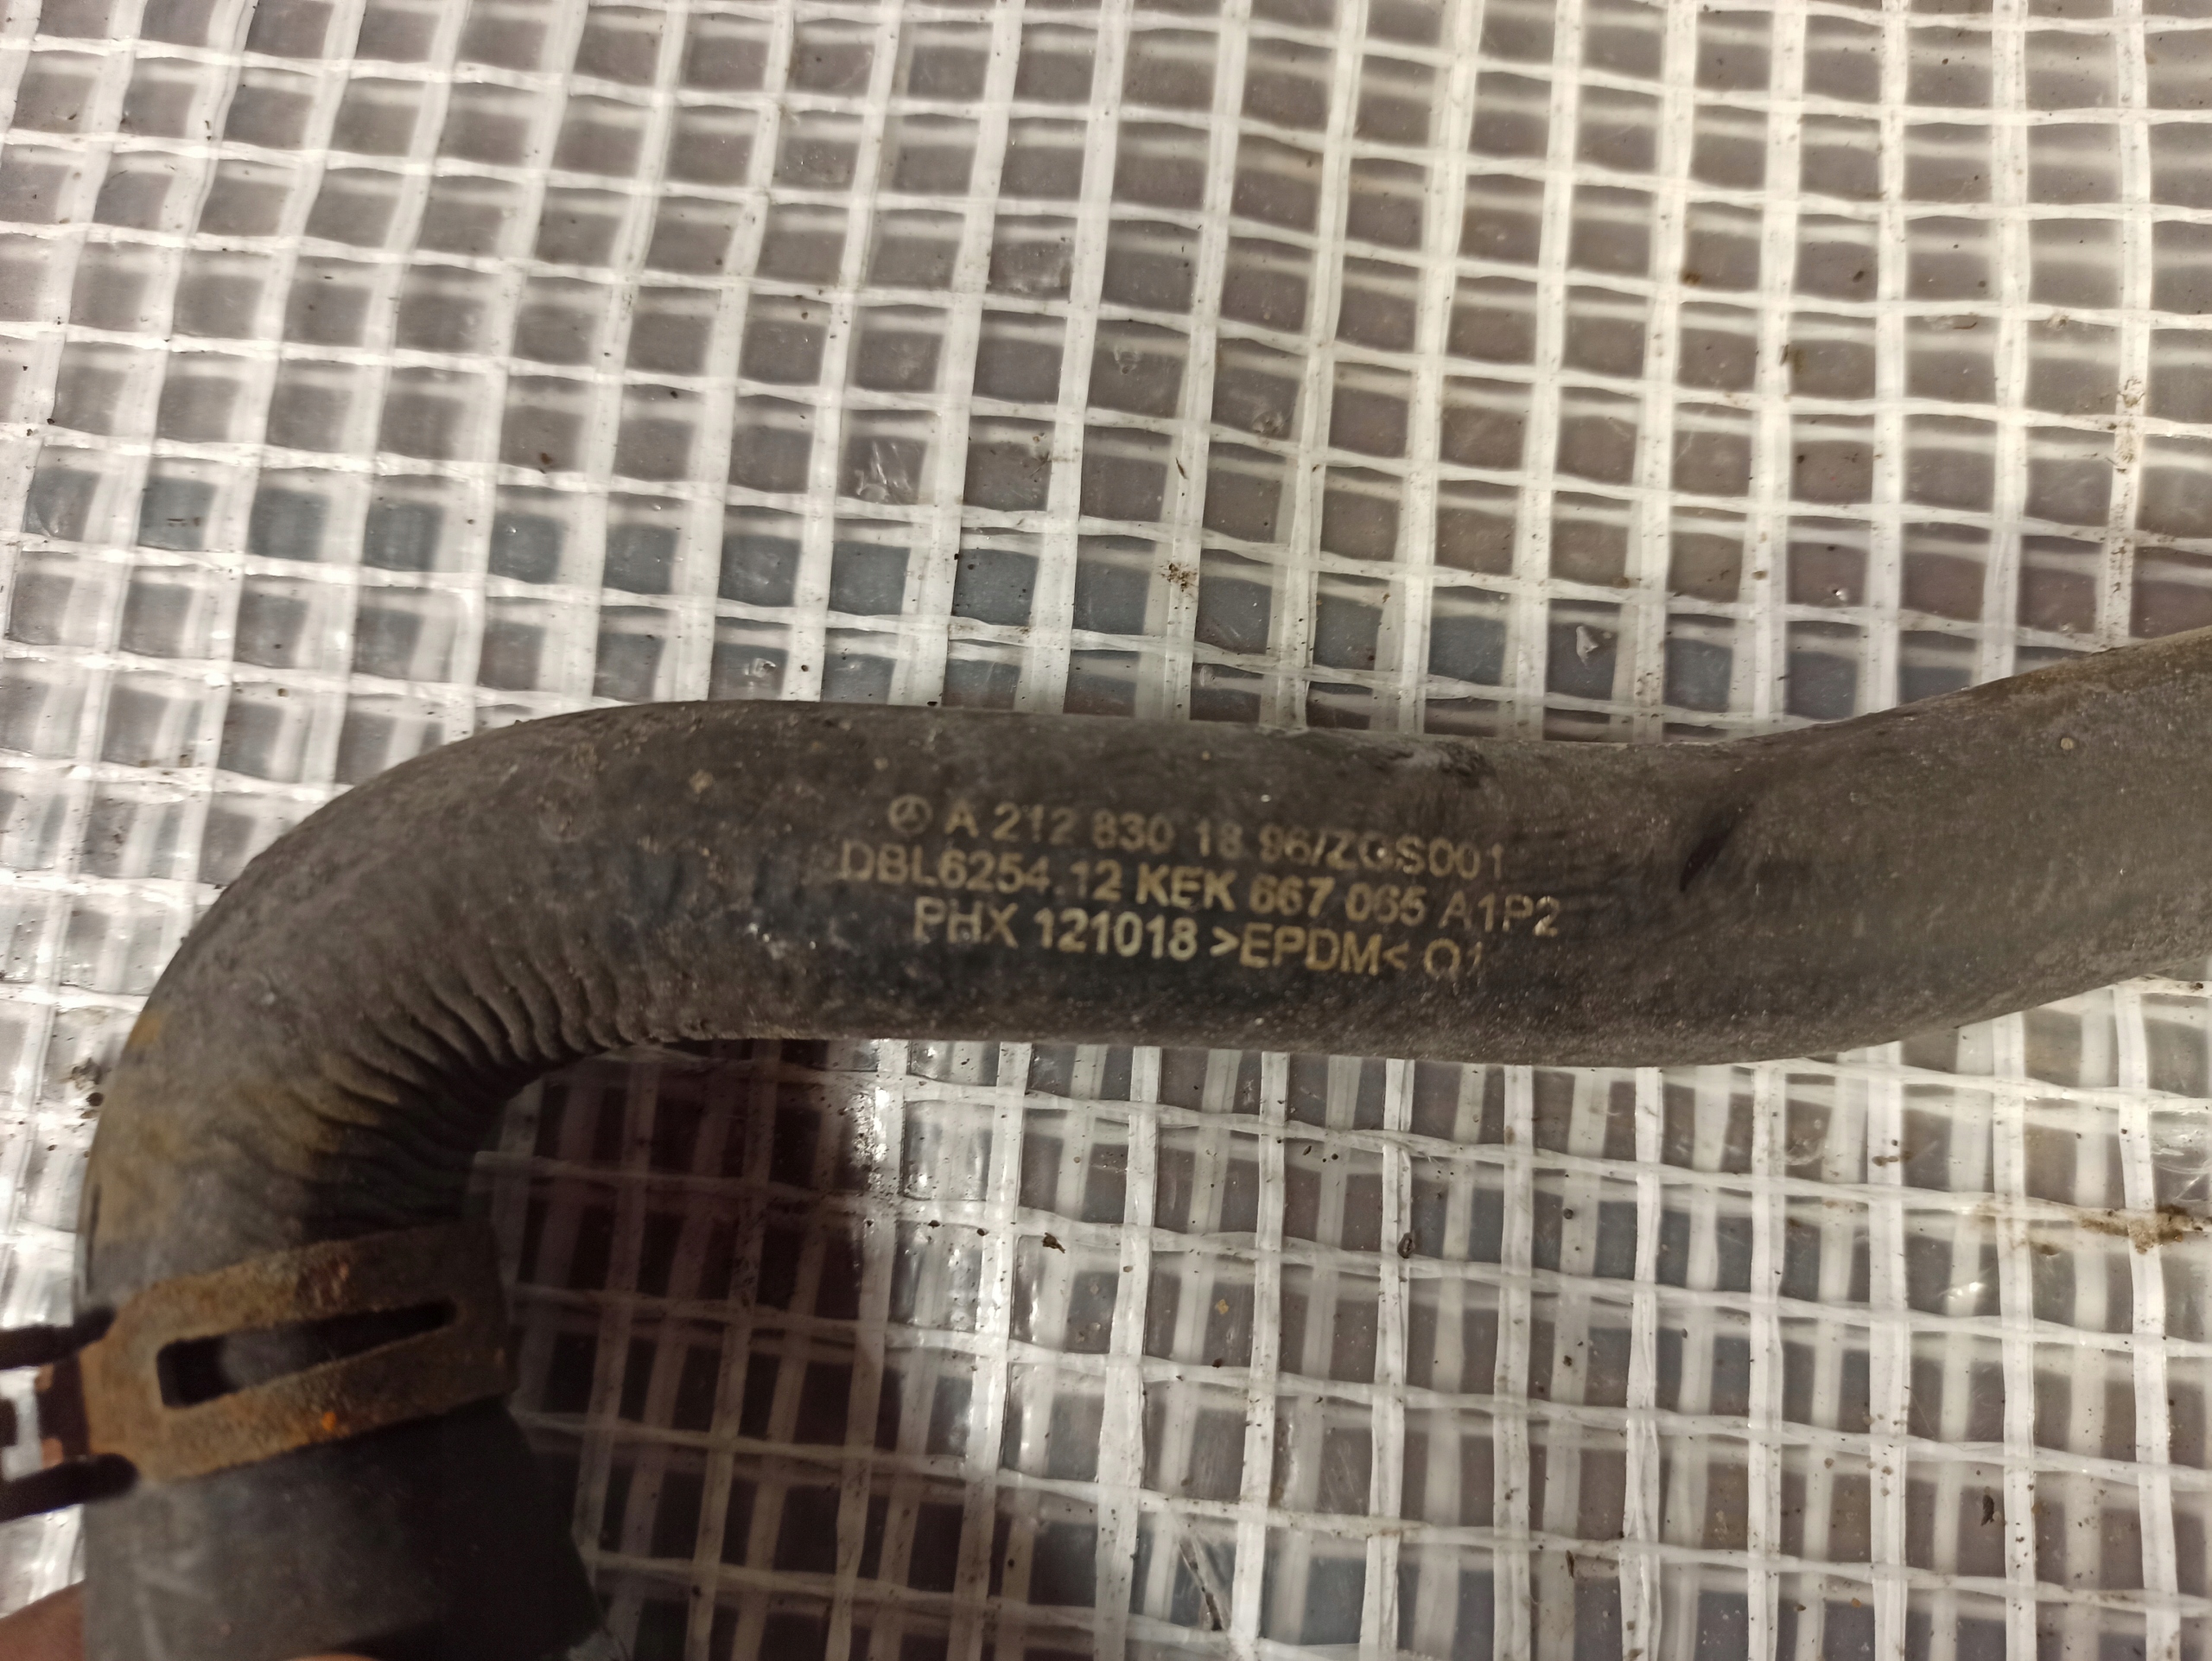 A 212 830 18 96/ZGS001
DBL6254.12 KEK 667 065 A1P2
PHX 121018 >EPDM< Q1